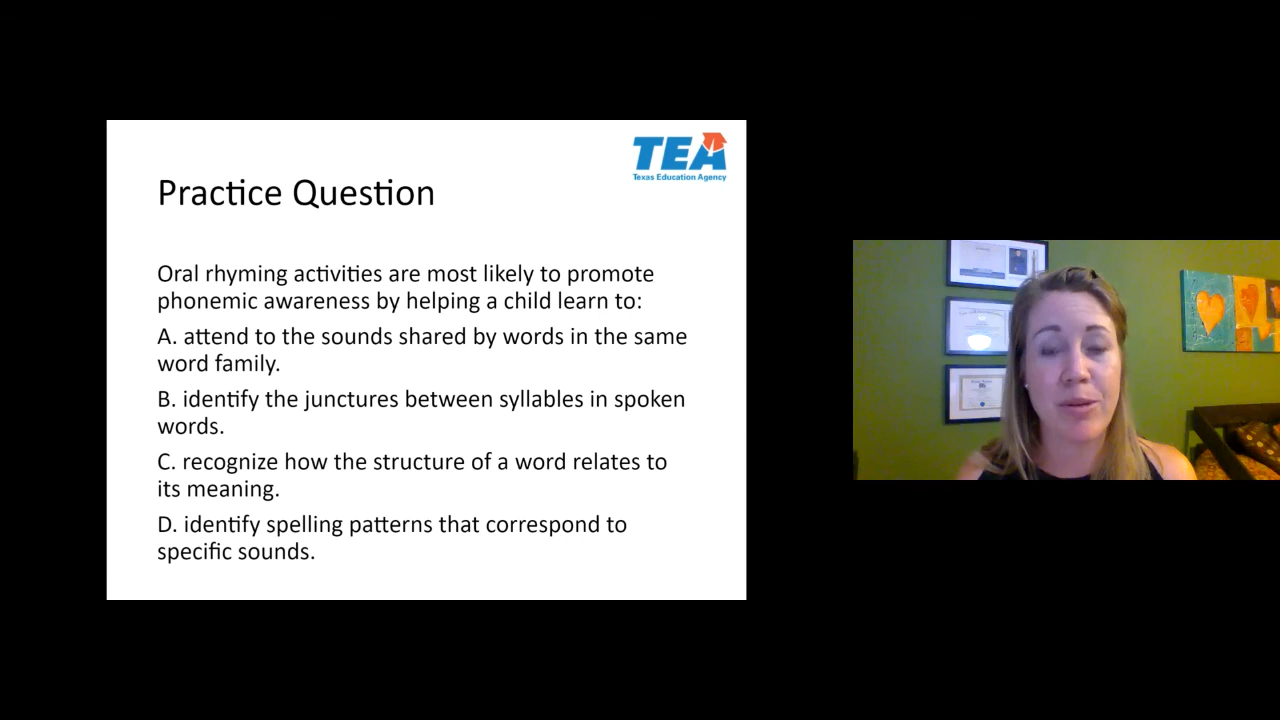 TEA
Texas Education Agency
Practice Question
Oral rhyming activities are most likely to promote
phonemic awareness by helping a child learn to:
A. attend to the sounds shared by words in the same
word family.
B. identify the junctures between syllables in spoken
words.
C. recognize how the structure of a word relates to
its meaning.
D. identify spelling patterns that correspond to
specific sounds.